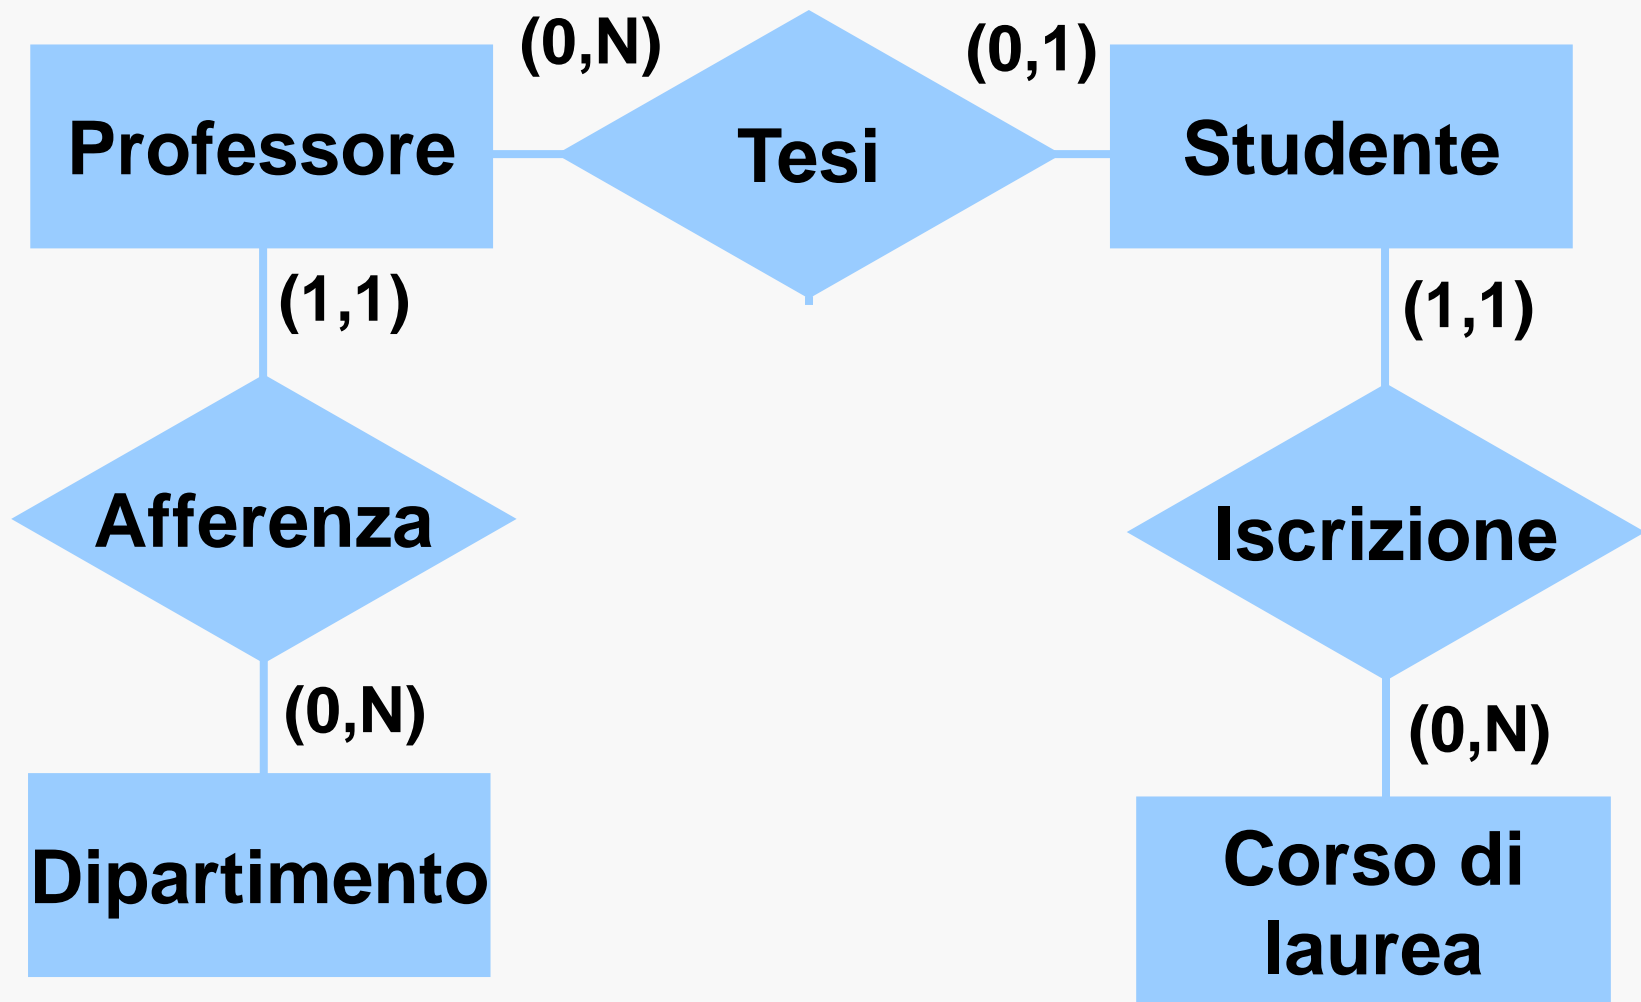 (0,N)
(0,1)
Professore
Tesi
Studente
(1,1)
(1,1)
Afferenza
Iscrizione
(0,N)
(0,N)
Dipartimento
Corso di
laurea